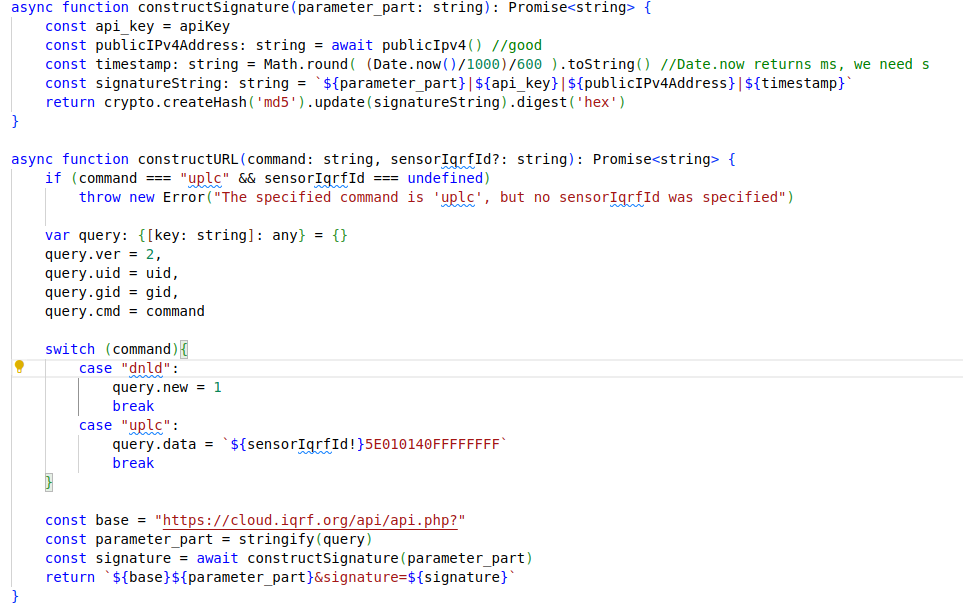 async function constructSignature(parameter_part: string): Promise<string> {
    const api_key = apiKey
    const publicIPv4Address: string = await publicIpv4() //good
    const timestamp: string = Math.round( (Date.now()/1000)/600 ).toString() //Date.now returns ms, we need s
    const signatureString: string = `${parameter_part}|${api_key}|${publicIPv4Address}|${timestamp}`
    return crypto.createHash('md5').update(signatureString).digest('hex')
}

async function constructURL(command: string, sensorIqrfId?: string): Promise<string> {
    if (command === "uplc" && sensorIqrfId === undefined)
        throw new Error("The specified command is 'uplc', but no sensorIqrfId was specified")

    var query: {[key: string]: any} = {}
    query.ver = 2,
    query.uid = uid,
    query.gid = gid,
    query.cmd = command

    switch (command){
        case "dnld":
            query.new = 1
            break
        case "uplc":
            query.data = `${sensorIqrfId!}5E010140FFFFFFFF`
            break
    }

    const base = "https://cloud.iqrf.org/api/api.php?"
    const parameter_part = stringify(query)
    const signature = await constructSignature(parameter_part)
    return `${base}${parameter_part}&signature=${signature}`
}